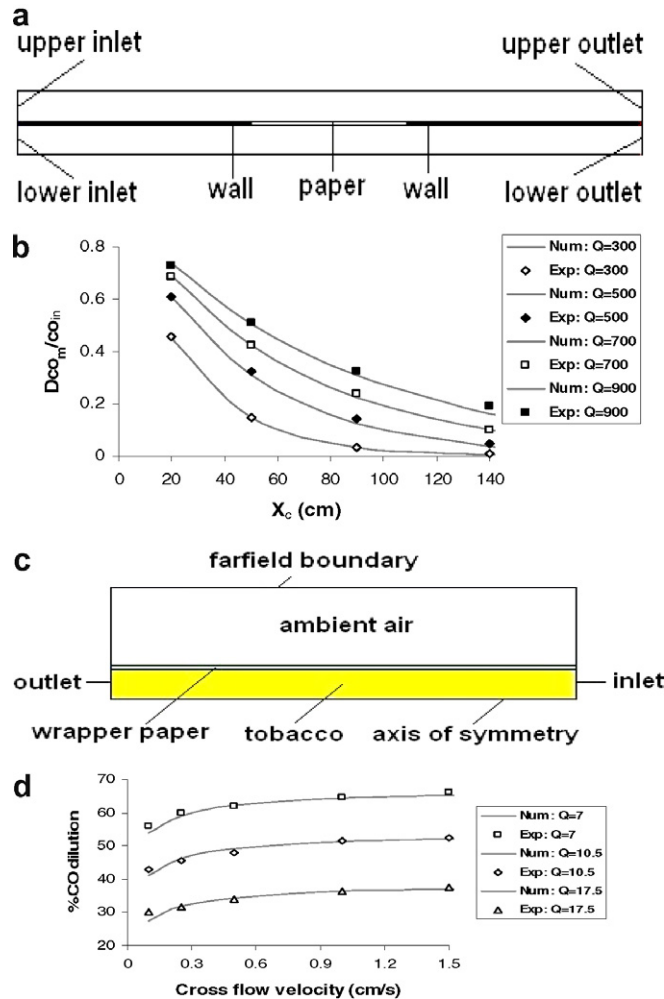 a
upper inlet
upper outlet
lower inlet
wall
paper
wall
lower outlet
b
0.8
0.6
0.4
0.2
0
Dco_m/co_in
0 20 40 60 80 100 120 140
X_c (cm)
Num: Q=300
Exp: Q=300
Num: Q=500
Exp: Q=500
Num: Q=700
Exp: Q=700
Num: Q=900
Exp: Q=900
c
farfield boundary
ambient air
outlet
inlet
wrapper paper
tobacco
axis of symmetry
d
70
60
50
40
30
20
%CO dilution
0 0.3 0.6 0.9 1.2 1.5
Cross flow velocity (cm/s)
Num: Q=7
Exp: Q=7
Num: Q=10.5
Exp: Q=10.5
Num: Q=17.5
Exp: Q=17.5